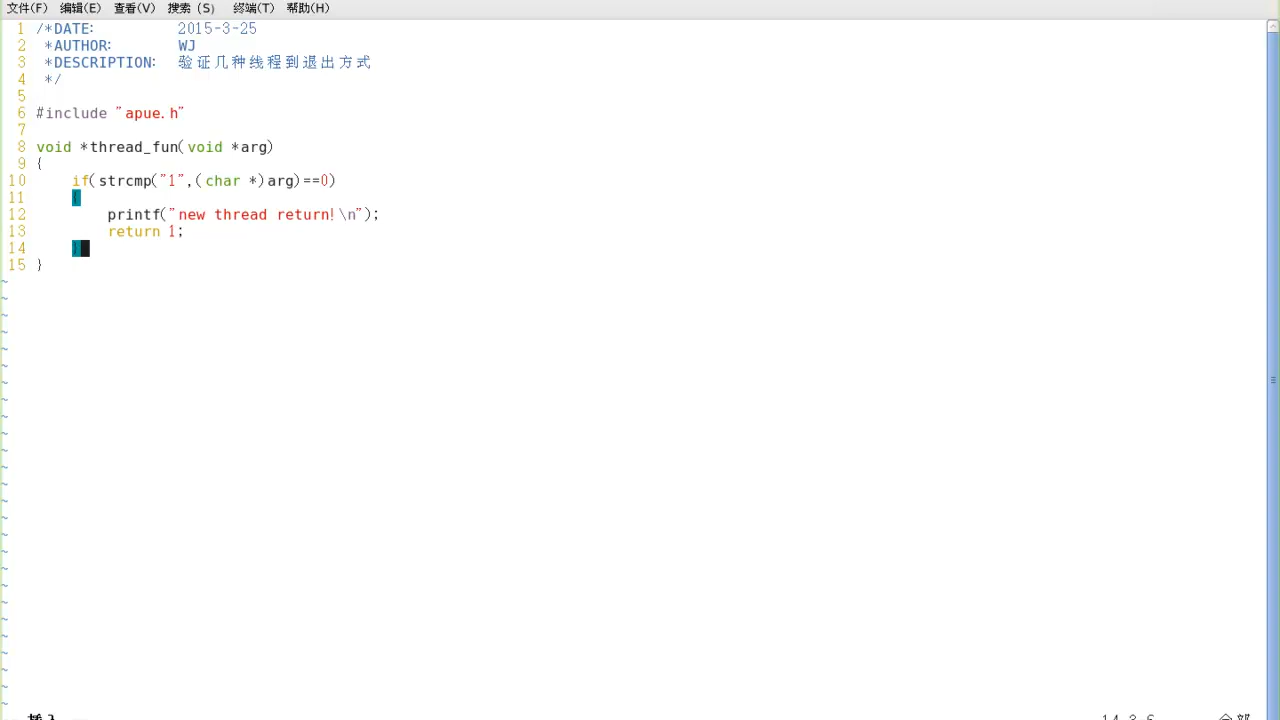 文件(F) 编辑(E) 查看(V) 搜索 (S) 终端(T) 帮助(H)
1 /*DATE: 2015-3-25
2 *AUTHOR: WJ
3 *DESCRIPTION: 验证几种线程到退出方式
4 */
5
6 #include "apue.h"
7
8 void *thread_fun(void *arg)
9 {
10 if(strcmp("1",(char *)arg)==0)
11 {
12 printf("new thread return!\n");
13 return 1;
14 }
15 }